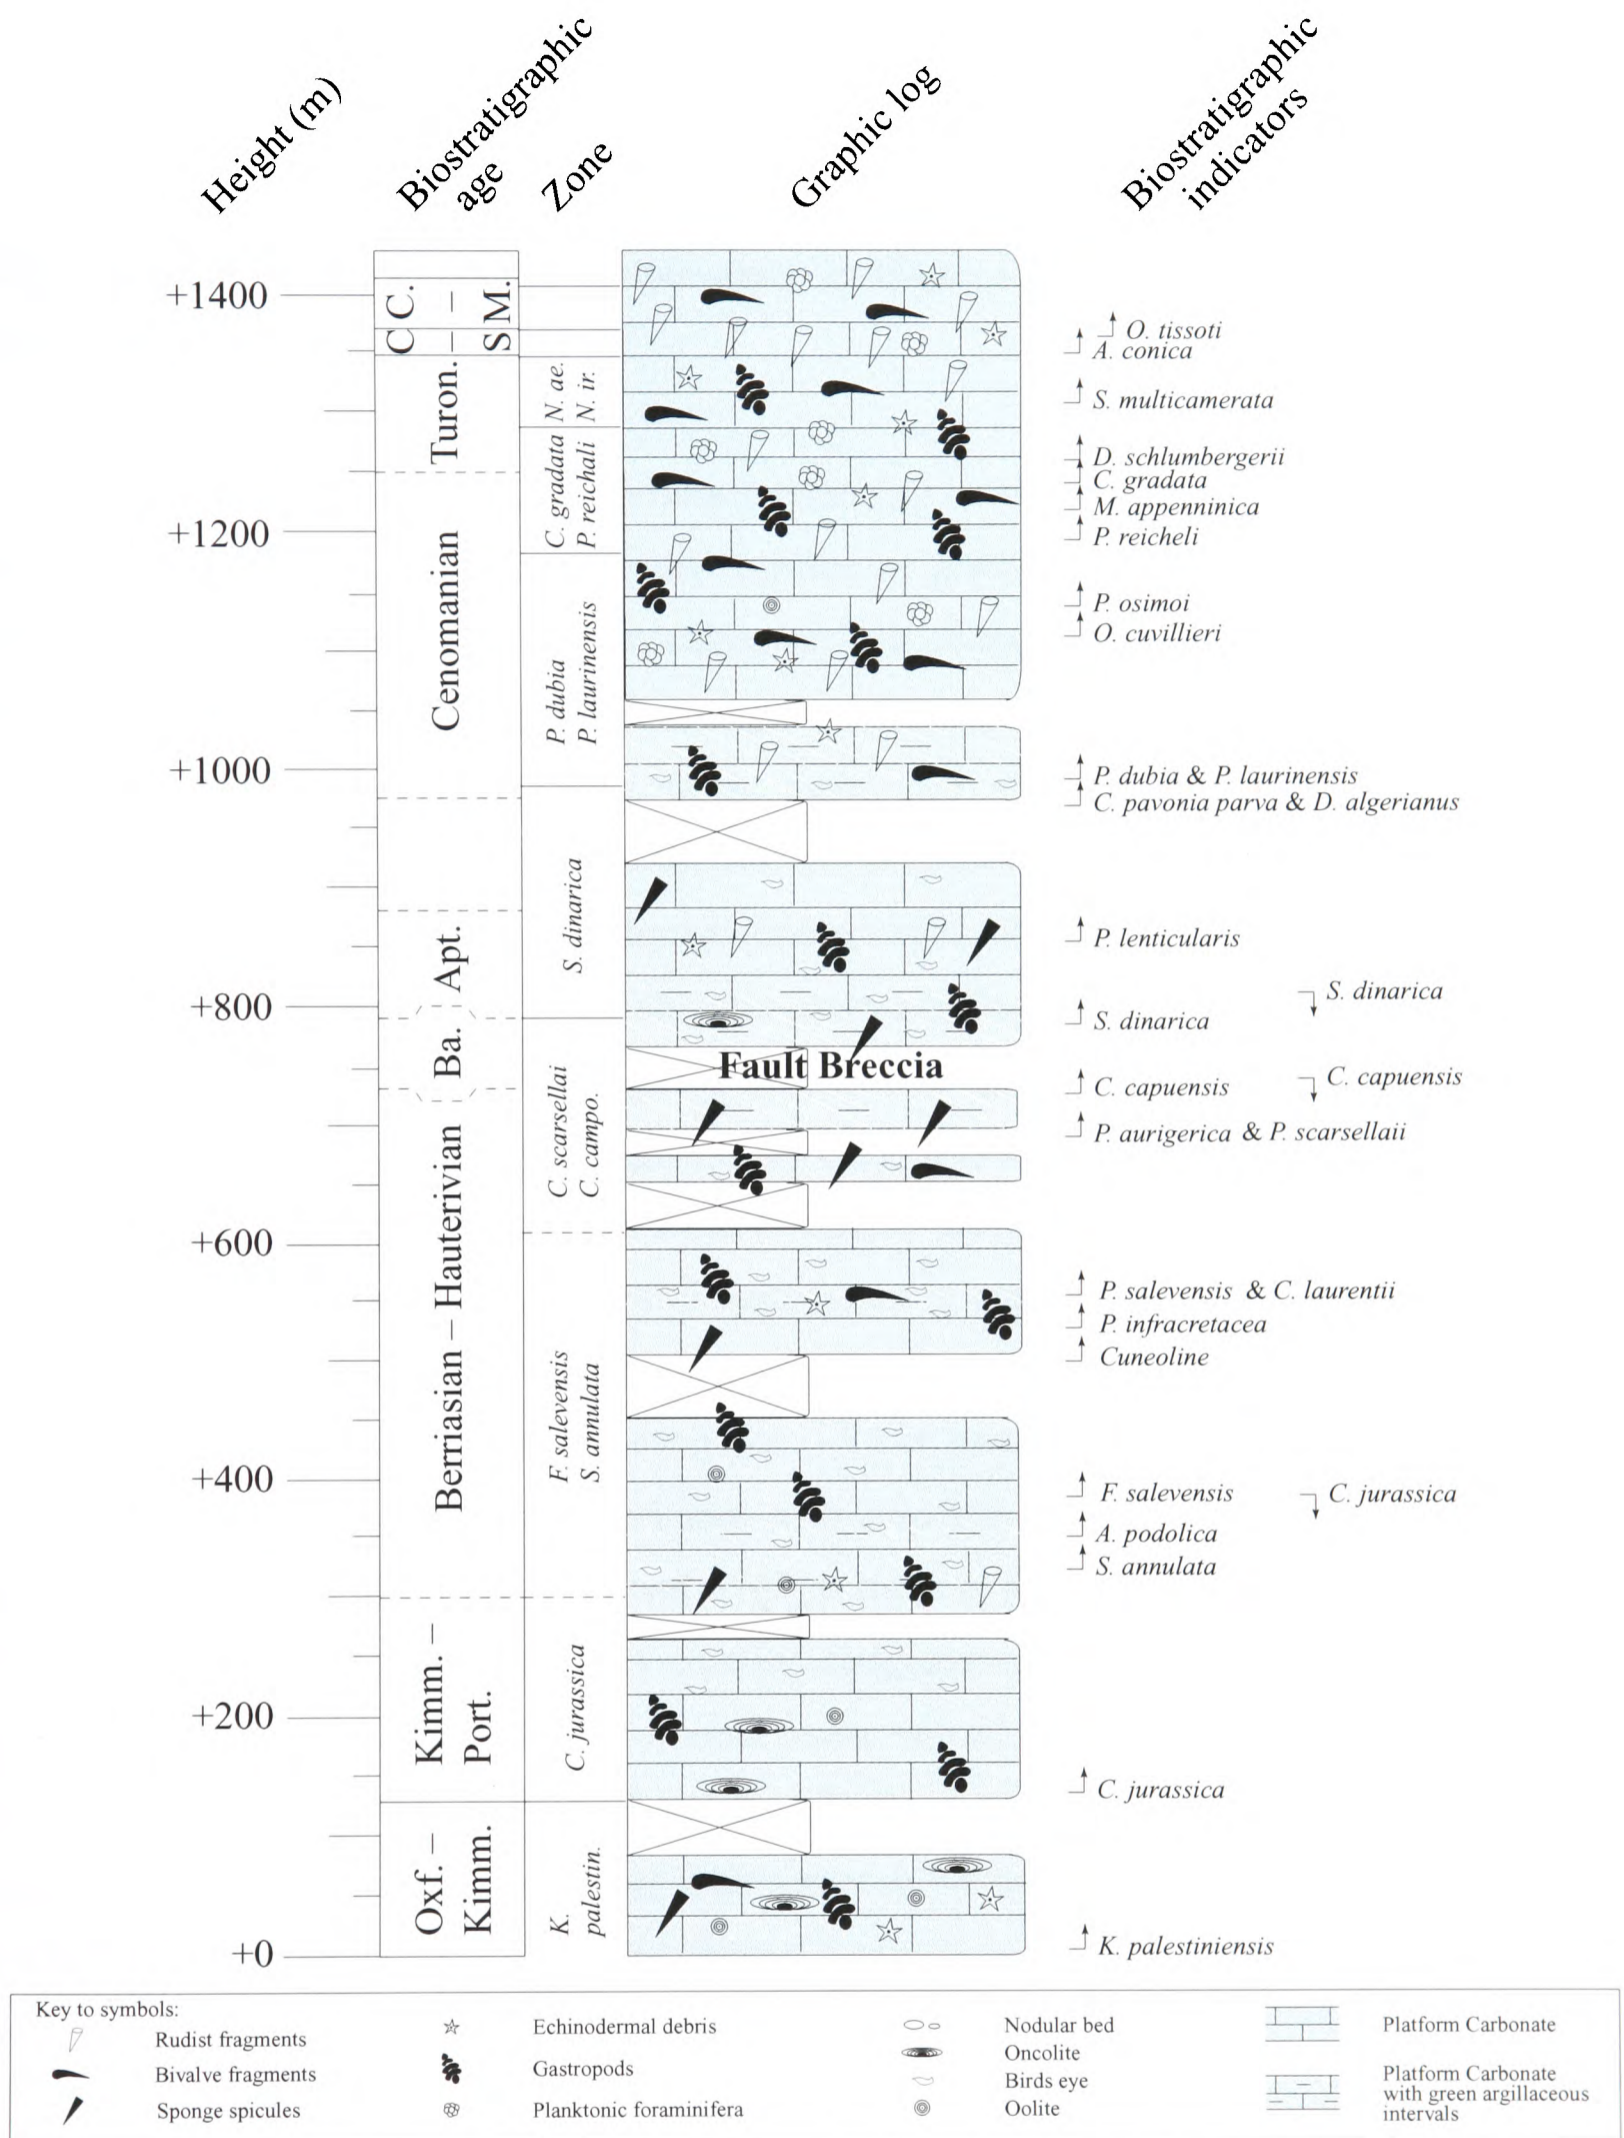 Height (m)
Biostratigraphic
age
Zone
Graphic log
Biostratigraphic
indicators
+1400
C. – M.
C – S
O. tissoti
A. conica
Turon.
N. ae.
N. ir.
S. multicamerata
C. gradata
P. reichali
D. schlumbergerii
C. gradata
M. appenninica
+1200
P. reicheli
Cenomanian
P. dubia
P. laurinensis
P. osimoi
O. cuvillieri
+1000
P. dubia & P. laurinensis
C. pavonia parva & D. algerianus
S. dinarica
Apt.
P. lenticularis
+800
S. dinarica
S. dinarica
Ba.
Fault Breccia
C. scarsellai
C. campo.
C. capuensis
C. capuensis
P. aurigerica & P. scarsellaii
+600
Berriasian – Hauterivian
P. salevensis & C. laurentii
P. infracretacea
Cuneoline
F. salevensis
S. annulata
+400
F. salevensis
C. jurassica
A. podolica
S. annulata
Kimm. –
Port.
C. jurassica
+200
C. jurassica
Oxf. –
Kimm.
K.
palestin.
+0
K. palestiniensis
Key to symbols:
Rudist fragments
Bivalve fragments
Sponge spicules
Echinodermal debris
Gastropods
Planktonic foraminifera
Nodular bed
Oncolite
Birds eye
Oolite
Platform Carbonate
Platform Carbonate
with green argillaceous
intervals